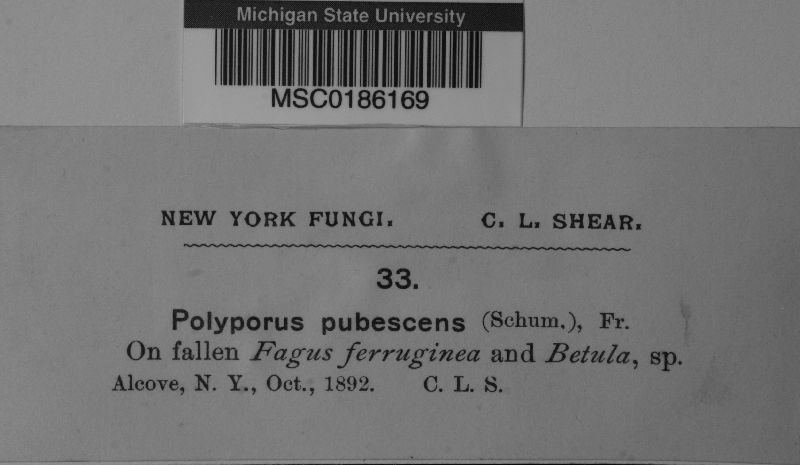 Michigan State University
MSC0186169
NEW YORK FUNGI. C. L. SHEAR.
33.
Polyporus pubescens (Schum.), Fr.
On fallen Fagus ferruginea and Betula, sp.
Alcove, N. Y., Oct., 1892. C. L. S.